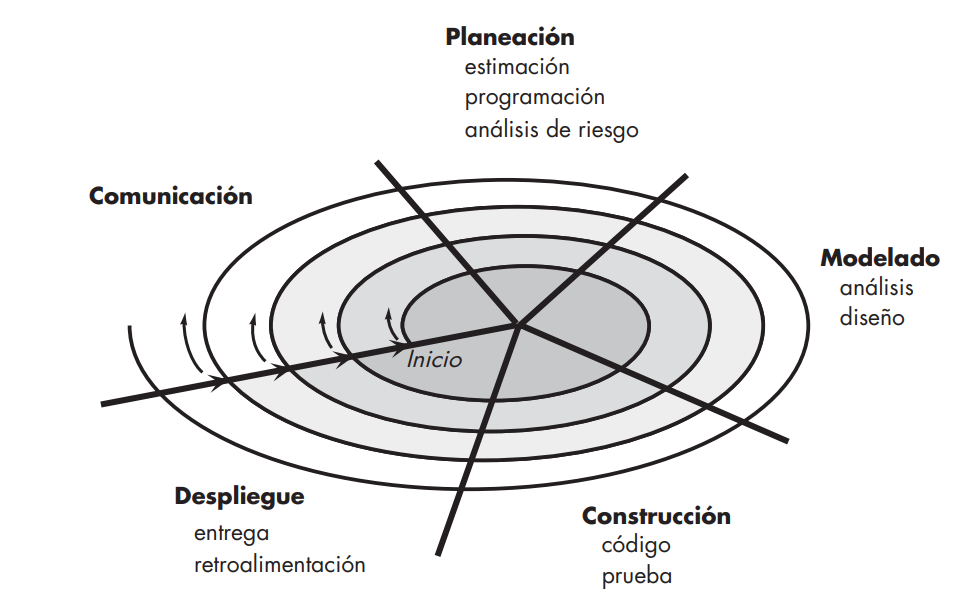 Planeación
estimación
programación
análisis de riesgo
Comunicación
Modelado
análisis
diseño
Inicio
Despliegue
entrega
retroalimentación
Construcción
código
prueba